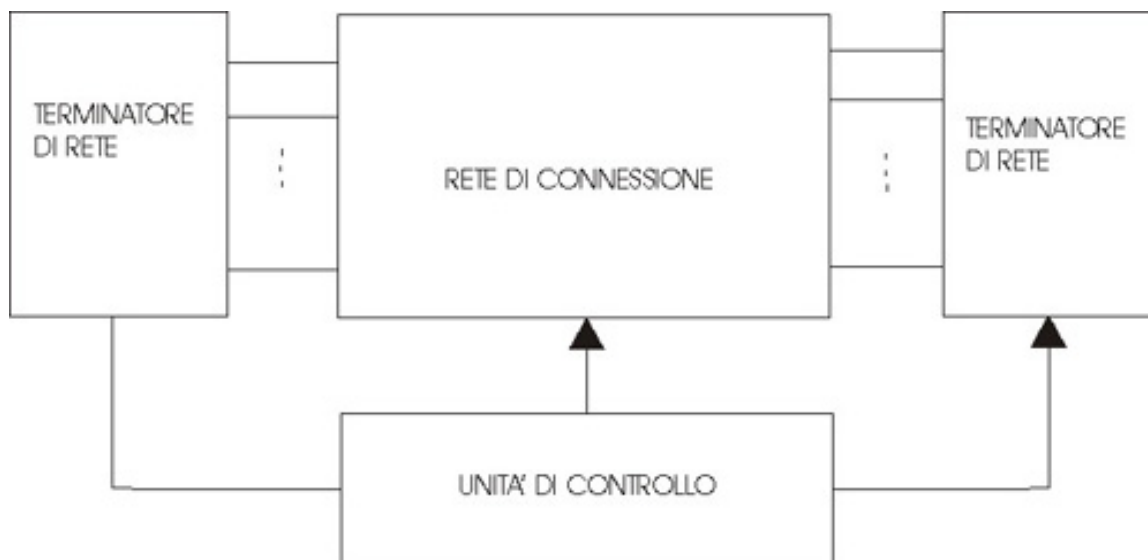 TERMINATORE
DI RETE
RETE DI CONNESSIONE
TERMINATORE
DI RETE
UNITA' DI CONTROLLO